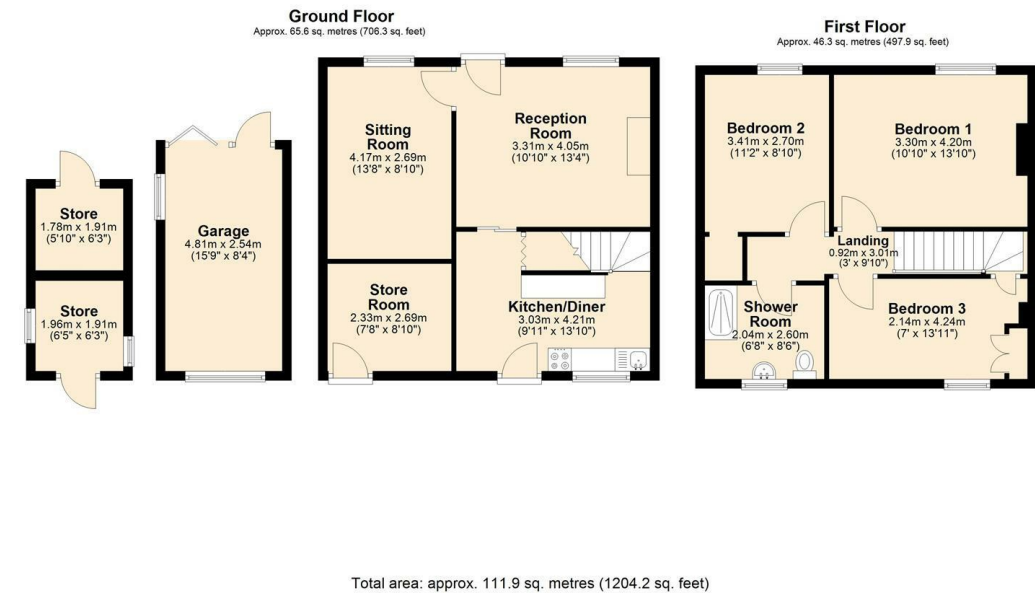 Ground Floor
Approx. 65.6 sq. metres (706.3 sq. feet)
First Floor
Approx. 46.3 sq. metres (497.9 sq. feet)
Store
1.78m x 1.91m
(5'10" x 6'3")
Store
1.96m x 1.91m
(6'5" x 6'3")
Garage
4.81m x 2.54m
(15'9" x 8'4")
Sitting
Room
4.17m x 2.69m
(13'8" x 8'10")
Reception
Room
3.31m x 4.05m
(10'10" x 13'4")
Store
Room
2.33m x 2.69m
(7'8" x 8'10")
Kitchen/Diner
3.03m x 4.21m
(9'11" x 13'10")
Bedroom 2
3.41m x 2.70m
(11'2" x 8'10")
Bedroom 1
3.30m x 4.20m
(10'10" x 13'10")
Landing
0.92m x 3.01m
(3' x 9'10")
Shower
Room
2.04m x 2.60m
(6'8" x 8'6")
Bedroom 3
2.14m x 4.24m
(7' x 13'11")
Total area: approx. 111.9 sq. metres (1204.2 sq. feet)